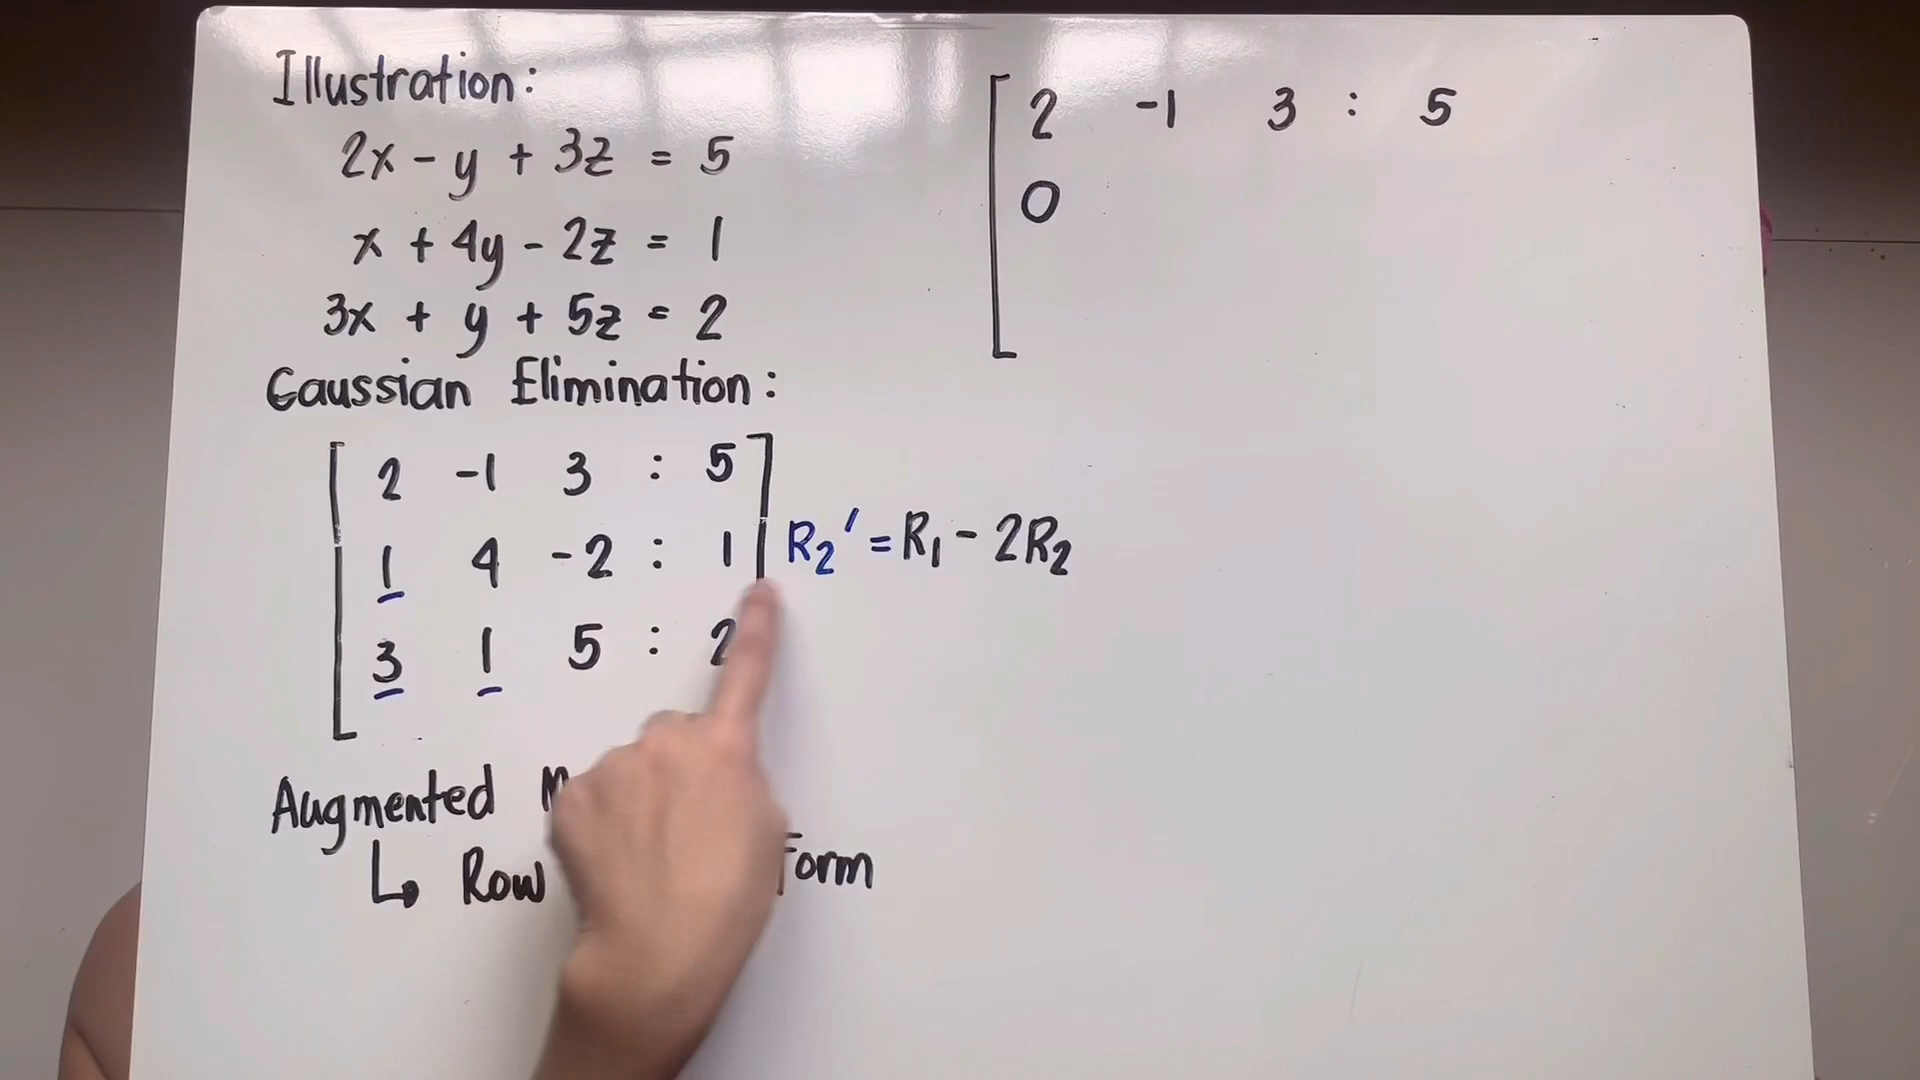 Illustration:
2x - y + 3z = 5
x + 4y - 2z = 1
3x + y + 5z = 2
Gaussian Elimination:
2 -1 3 : 5
1 4 -2 : 1 R₂' = R₁ - 2R₂
3 1 5 : 2
Augmented
↳ Row Form
2 -1 3 : 5
0